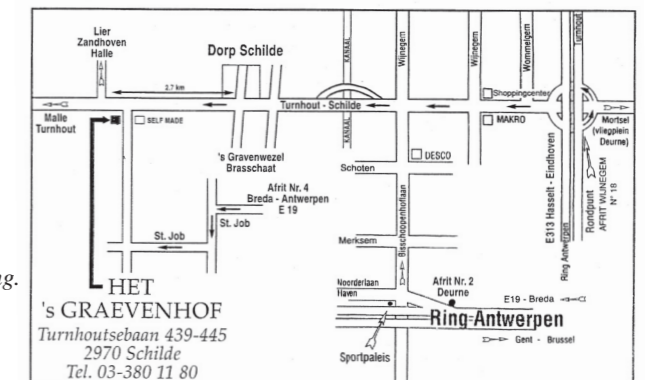 Lier
Zandhoven
Halle
Dorp Schilde
KANAAL
Wijnegem
Wijnegem
Wommelgem
Turnhout
2,7 km
Shoppingcenter
Turnhout - Schilde
Malle
Turnhout
SELF MADE
KANAAL
MAKRO
Mortsel
(vliegplein
Deurne)
's Gravenwezel
Brasschaat
DESCO
Schoten
Afrit Nr. 4
Breda - Antwerpen
E 19
St. Job
St. Job
Merksem
Bisschoppenhoflaan
E313 Hasselt - Eindhoven
Ring Antwerpen
Rondpunt
AFRIT WIJNEGEM
N° 18
ng.
HET
's GRAEVENHOF
Turnhoutsebaan 439-445
2970 Schilde
Tel. 03-380 11 80
Noorderlaan
Haven
Afrit Nr. 2
Deurne
E19 - Breda
Ring-Antwerpen
Gent - Brussel
Sportpaleis